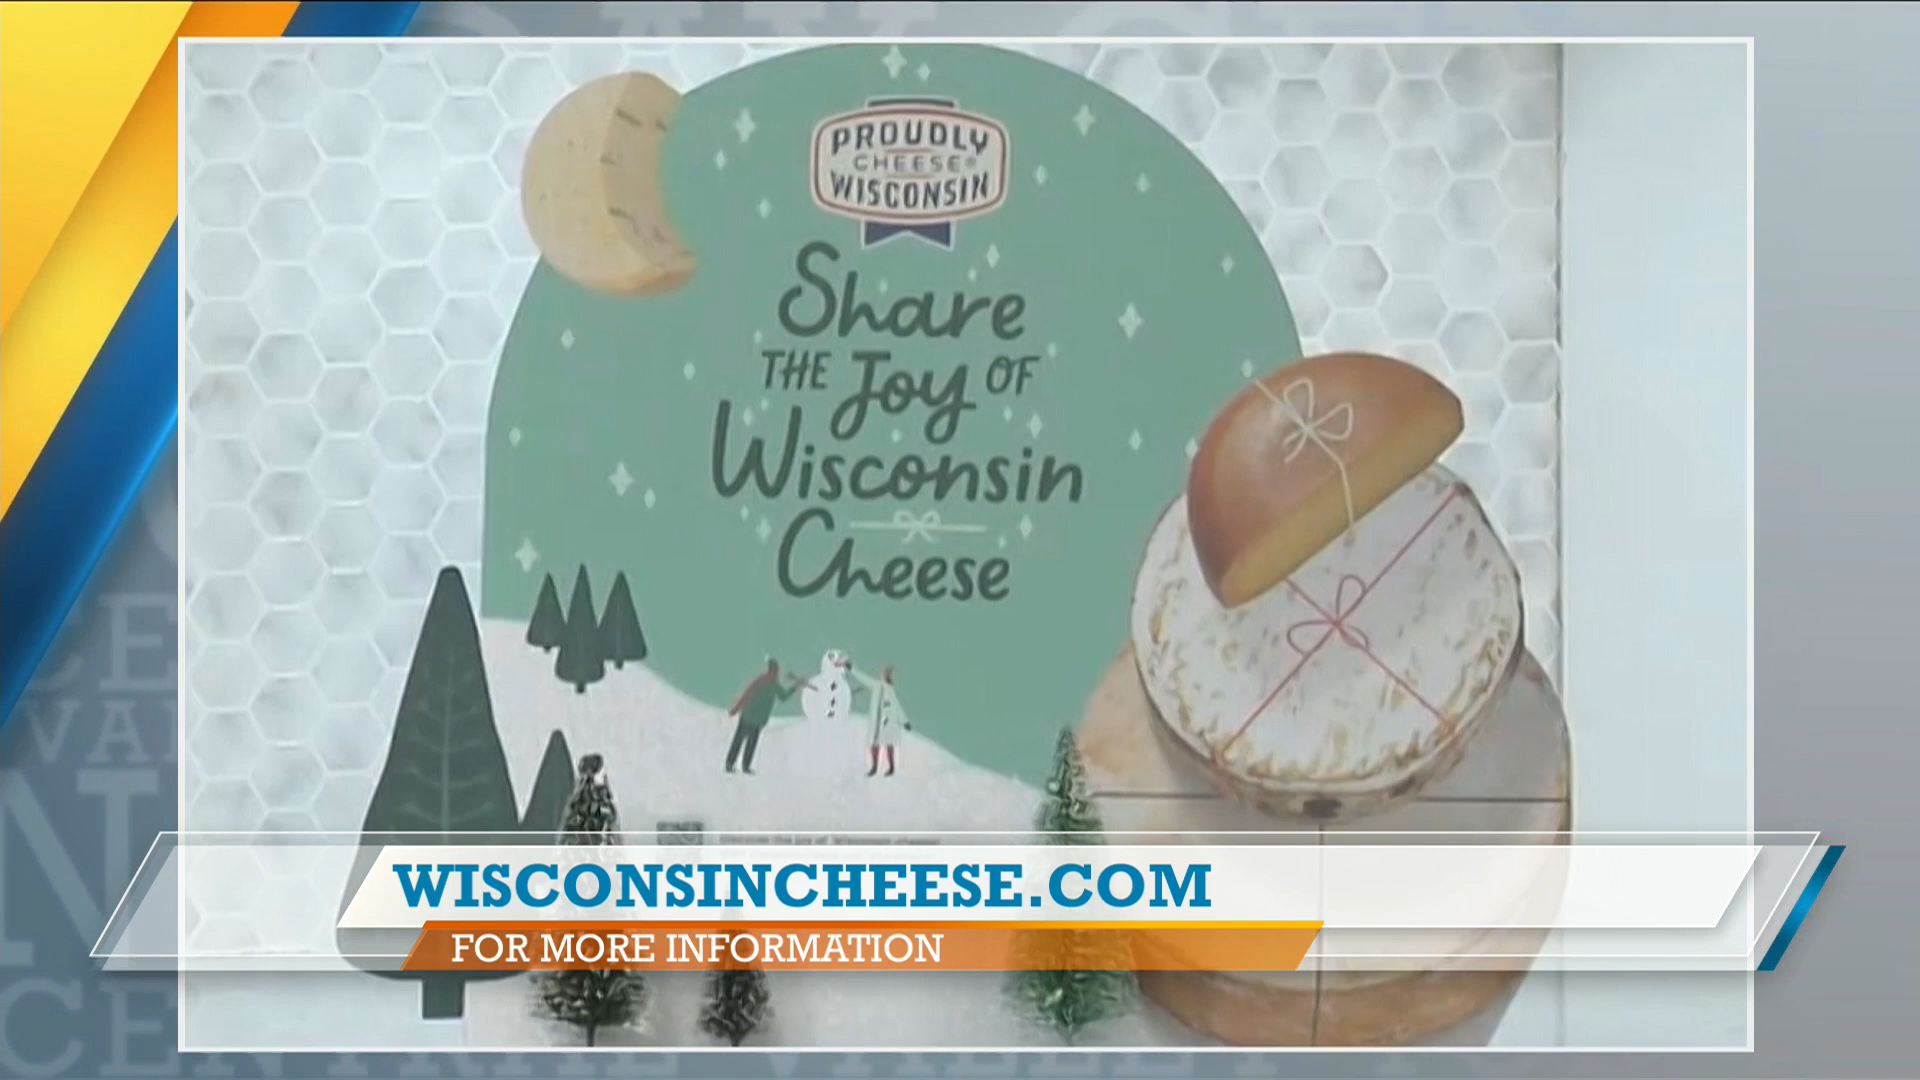 PROUDLY
CHEESE®
WISCONSIN
Share
THE Joy OF
Wisconsin
Cheese
WISCONSINCHEESE.COM
FOR MORE INFORMATION